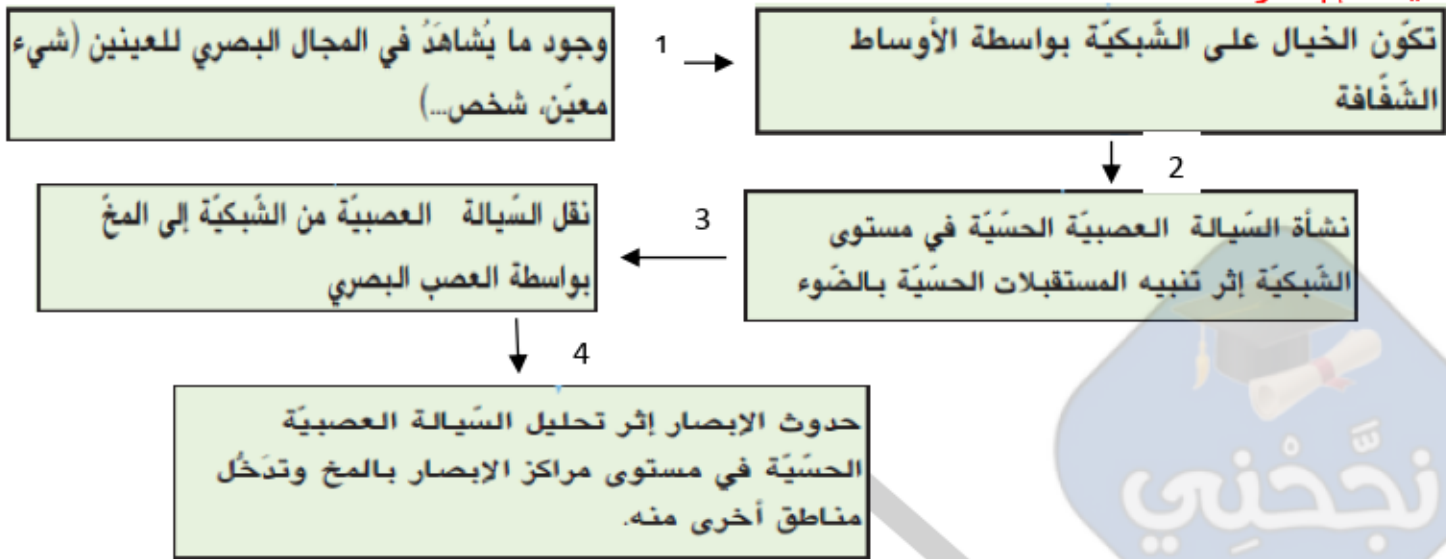 وجود ما يُشاهَدُ في المجال البصري للعينين (شيء
معيّن، شخص...)
1
تكوّن الخيال على الشّبكيّة بواسطة الأوساط
الشّفّافة
2
نشأة السّيالة العصبيّة الحسّيّة في مستوى
الشّبكيّة إثر تنبيه المستقبلات الحسّيّة بالضّوء
3
نقل السّيالة العصبيّة من الشّبكيّة إلى المخّ
بواسطة العصب البصري
4
حدوث الإبصار إثر تحليل السّيالة العصبيّة
الحسّيّة في مستوى مراكز الإبصار بالمخ وتدَخُّل
مناطق أخرى منه.
نجَّحْنِي